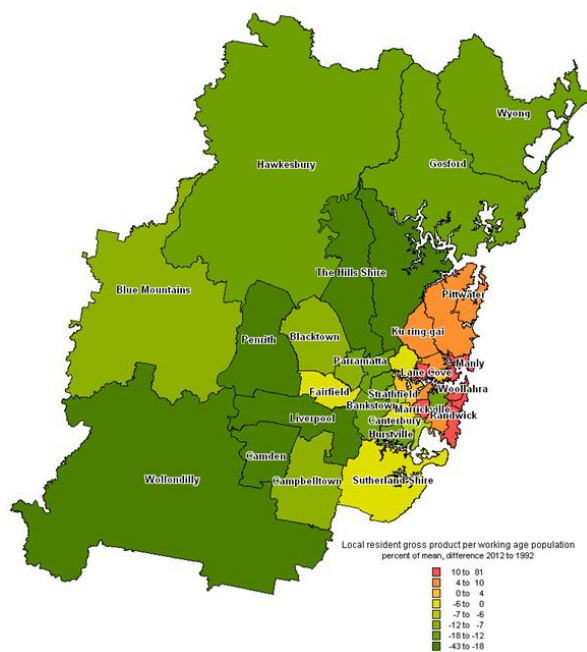 Wyong
Gosford
Hawkesbury
The Hills Shire
Pittwater
Blue Mountains
Ku ring gai
Blacktown
Penrith
Parramatta
Manly
Lane Cove
Woollahra
Fairfield
Strathfield
Bankstown
Marrickville
Randwick
Liverpool
Canterbury
Hurstville
Camden
Wollondilly
Campbelltown
Sutherland Shire
Local resident gross product per working age population
percent of mean, difference 2012 to 1992
10 to 81
4 to 10
0 to 4
-6 to 0
-7 to -6
-12 to -7
-18 to -12
-43 to -18